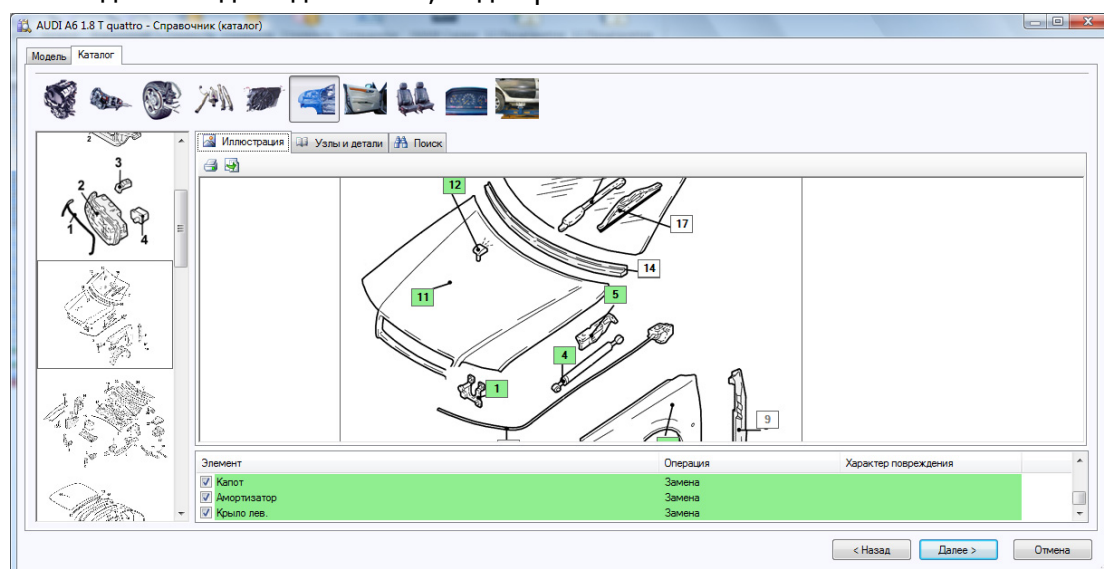 AUDI A6 1.8 T quattro - Справочник (каталог)
Модель Каталог
Иллюстрация Узлы и детали Поиск
2
3
2
1
4
12
17
14
11
5
4
1
9
Элемент Операция Характер повреждения
Капот Замена
Амортизатор Замена
Крыло лев. Замена
< Назад Далее > Отмена